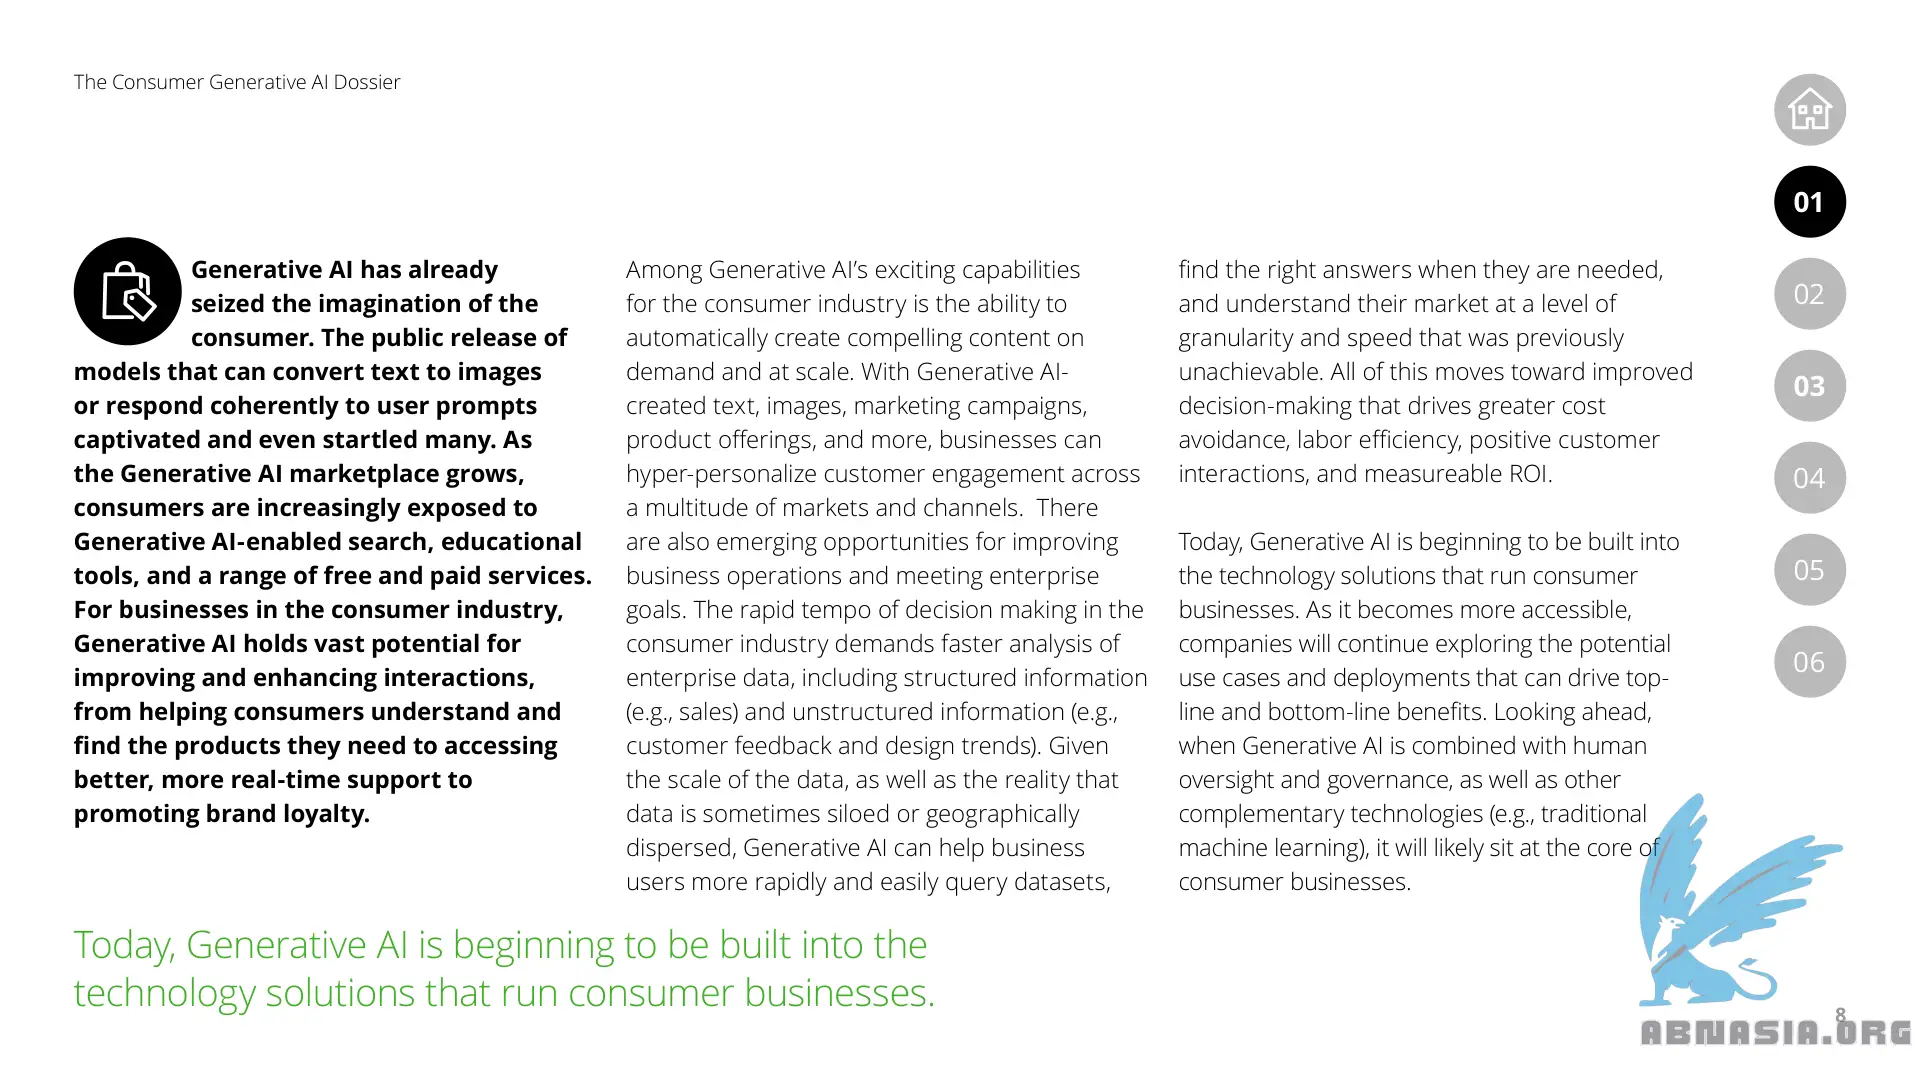 The Consumer Generative AI Dossier
Generative AI has already
seized the imagination of the
consumer. The public release of
models that can convert text to images
or respond coherently to user prompts
captivated and even startled many. As
the Generative AI marketplace grows,
consumers are increasingly exposed to
Generative AI-enabled search, educational
tools, and a range of free and paid services.
For businesses in the consumer industry,
Generative AI holds vast potential for
improving and enhancing interactions,
from helping consumers understand and
find the products they need to accessing
better, more real-time support to
promoting brand loyalty.
Among Generative AI’s exciting capabilities
for the consumer industry is the ability to
automatically create compelling content on
demand and at scale. With Generative AI-
created text, images, marketing campaigns,
product offerings, and more, businesses can
hyper-personalize customer engagement across
a multitude of markets and channels.  There
are also emerging opportunities for improving
business operations and meeting enterprise
goals. The rapid tempo of decision making in the
consumer industry demands faster analysis of
enterprise data, including structured information
(e.g., sales) and unstructured information (e.g.,
customer feedback and design trends). Given
the scale of the data, as well as the reality that
data is sometimes siloed or geographically
dispersed, Generative AI can help business
users more rapidly and easily query datasets,
find the right answers when they are needed,
and understand their market at a level of
granularity and speed that was previously
unachievable. All of this moves toward improved
decision-making that drives greater cost
avoidance, labor efficiency, positive customer
interactions, and measureable ROI.
Today, Generative AI is beginning to be built into
the technology solutions that run consumer
businesses. As it becomes more accessible,
companies will continue exploring the potential
use cases and deployments that can drive top-
line and bottom-line benefits. Looking ahead,
when Generative AI is combined with human
oversight and governance, as well as other
complementary technologies (e.g., traditional
machine learning), it will likely sit at the core of
consumer businesses.
Today, Generative AI is beginning to be built into the
technology solutions that run consumer businesses.
01
02
03
04
05
06
8
ABNASIA.ORG